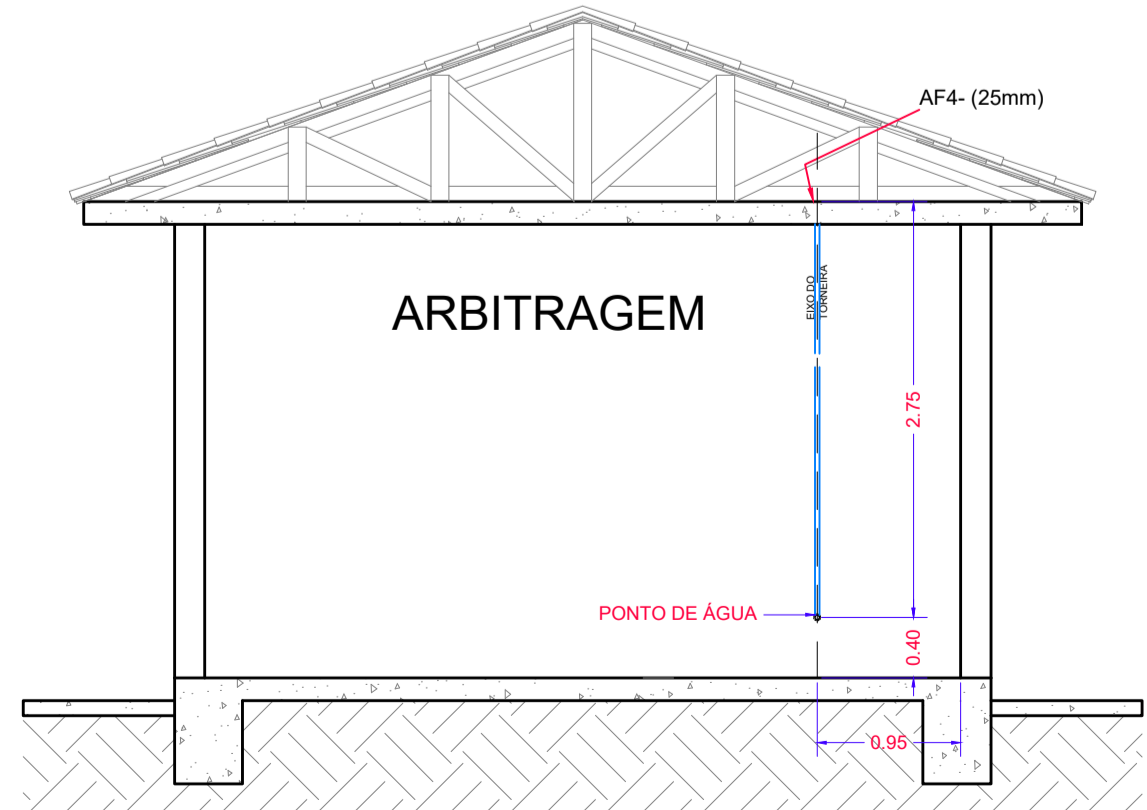 AF4- (25mm)
EIXO DO
TORNEIRA
ARBITRAGEM
2.75
PONTO DE ÁGUA
0.40
0.95